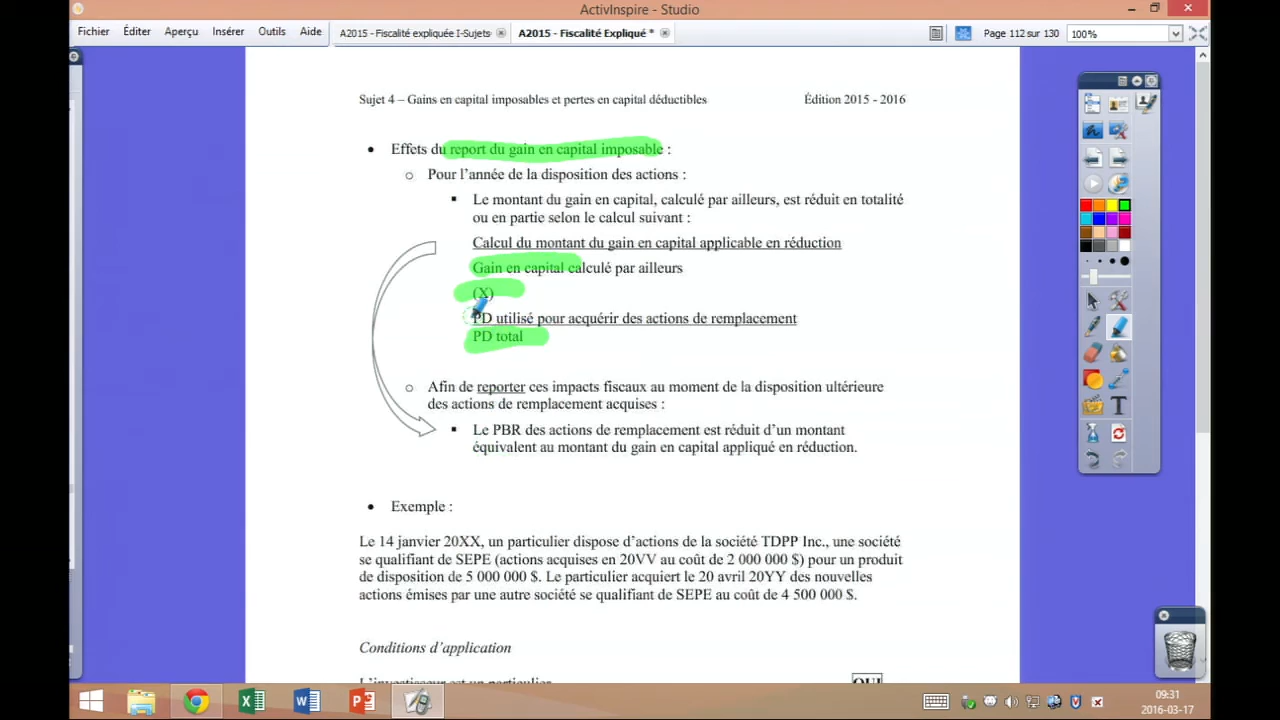 ActivInspire - Studio
Fichier Éditer Aperçu Insérer Outils Aide
A2015 - Fiscalité expliquée I-Sujets
A2015 - Fiscalité Expliqué *
Page 112 sur 130
100%
Sujet 4 – Gains en capital imposables et pertes en capital déductibles Édition 2015 - 2016
• Effets du report du gain en capital imposable :
o Pour l’année de la disposition des actions :
▪ Le montant du gain en capital, calculé par ailleurs, est réduit en totalité
ou en partie selon le calcul suivant :
Calcul du montant du gain en capital applicable en réduction
Gain en capital calculé par ailleurs
(X)
PD utilisé pour acquérir des actions de remplacement
PD total
o Afin de reporter ces impacts fiscaux au moment de la disposition ultérieure
des actions de remplacement acquises :
▪ Le PBR des actions de remplacement est réduit d’un montant
équivalent au montant du gain en capital appliqué en réduction.
• Exemple :
Le 14 janvier 20XX, un particulier dispose d’actions de la société TDPP Inc., une société
se qualifiant de SEPE (actions acquises en 20VV au coût de 2 000 000 $) pour un produit
de disposition de 5 000 000 $. Le particulier acquiert le 20 avril 20YY des nouvelles
actions émises par une autre société se qualifiant de SEPE au coût de 4 500 000 $.
Conditions d’application
L’investisseur est un particulier OUI
09:31
2016-03-17